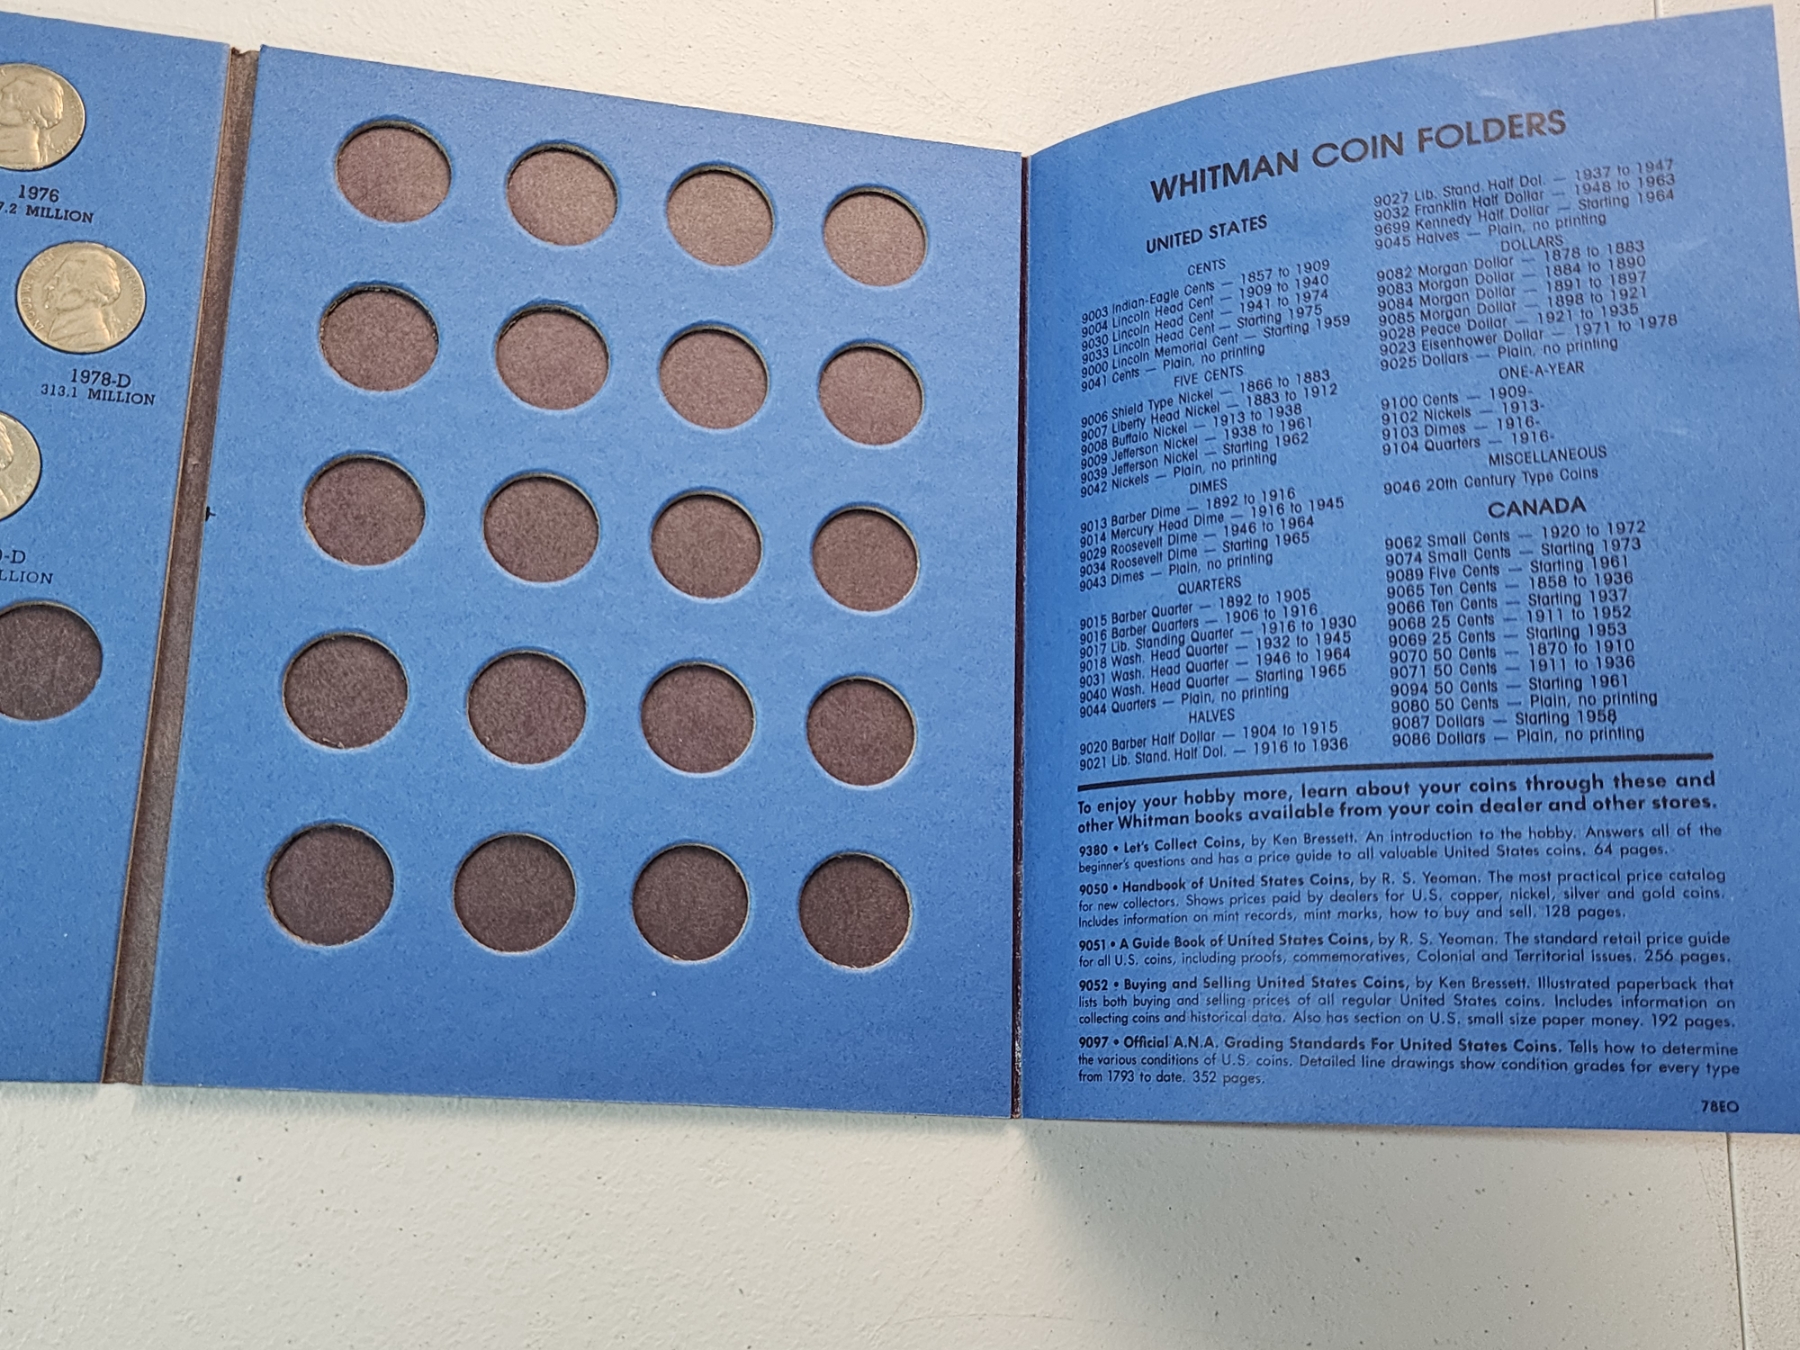 1976
7.2 MILLION
1978-D
313.1 MILLION
-D
LLION
WHITMAN COIN FOLDERS
UNITED STATES
CENTS
9003 Indian-Eagle Cents — 1857 to 1909
9004 Lincoln Head Cent — 1909 to 1940
9030 Lincoln Head Cent — 1941 to 1974
9033 Lincoln Head Cent — Starting 1975
9000 Lincoln Memorial Cent — Starting 1959
9041 Cents — Plain, no printing
FIVE CENTS
9006 Shield Type Nickel — 1866 to 1883
9007 Liberty Head Nickel — 1883 to 1912
9008 Buffalo Nickel — 1913 to 1938
9009 Jefferson Nickel — 1938 to 1961
9039 Jefferson Nickel — Starting 1962
9042 Nickels — Plain, no printing
DIMES
9013 Barber Dime — 1892 to 1916
9014 Mercury Head Dime — 1916 to 1945
9029 Roosevelt Dime — 1946 to 1964
9034 Roosevelt Dime — Starting 1965
9043 Dimes — Plain, no printing
QUARTERS
9015 Barber Quarter — 1892 to 1905
9016 Barber Quarters — 1906 to 1916
9017 Lib. Standing Quarter — 1916 to 1930
9018 Wash. Head Quarter — 1932 to 1945
9031 Wash. Head Quarter — 1946 to 1964
9040 Wash. Head Quarter — Starting 1965
9044 Quarters — Plain, no printing
HALVES
9020 Barber Half Dollar — 1904 to 1915
9021 Lib. Stand. Half Dol. — 1916 to 1936
9027 Lib. Stand. Half Dol. — 1937 to 1947
9032 Franklin Half Dollar — 1948 to 1963
9699 Kennedy Half Dollar — Starting 1964
9045 Halves — Plain, no printing
DOLLARS
9082 Morgan Dollar — 1878 to 1883
9083 Morgan Dollar — 1884 to 1890
9084 Morgan Dollar — 1891 to 1897
9085 Morgan Dollar — 1898 to 1921
9028 Peace Dollar — 1921 to 1935
9023 Eisenhower Dollar — 1971 to 1978
9025 Dollars — Plain, no printing
ONE-A-YEAR
9100 Cents — 1909-
9102 Nickels — 1913-
9103 Dimes — 1916-
9104 Quarters — 1916-
MISCELLANEOUS
9046 20th Century Type Coins
CANADA
9062 Small Cents — 1920 to 1972
9074 Small Cents — Starting 1973
9089 Five Cents — Starting 1961
9065 Ten Cents — 1858 to 1936
9066 Ten Cents — Starting 1937
9068 25 Cents — 1911 to 1952
9069 25 Cents — Starting 1953
9070 50 Cents — 1870 to 1910
9071 50 Cents — 1911 to 1936
9094 50 Cents — Starting 1961
9080 50 Cents — Plain, no printing
9087 Dollars — Starting 1958
9086 Dollars — Plain, no printing
To enjoy your hobby more, learn about your coins through these and
other Whitman books available from your coin dealer and other stores.
9380 • Let's Collect Coins, by Ken Bressett. An introduction to the hobby. Answers all of the
beginner's questions and has a price guide to all valuable United States coins. 64 pages.
9050 • Handbook of United States Coins, by R. S. Yeoman. The most practical price catalog
for new collectors. Shows prices paid by dealers for U.S. copper, nickel, silver and gold coins.
Includes information on mint records, mint marks, how to buy and sell. 128 pages.
9051 • A Guide Book of United States Coins, by R. S. Yeoman. The standard retail price guide
for all U.S. coins, including proofs, commemoratives, Colonial and Territorial issues. 256 pages.
9052 • Buying and Selling United States Coins, by Ken Bressett. Illustrated paperback that
lists both buying and selling prices of all regular United States coins. Includes information on
collecting coins and historical data. Also has section on U.S. small size paper money. 192 pages.
9097 • Official A.N.A. Grading Standards For United States Coins. Tells how to determine
the various conditions of U.S. coins. Detailed line drawings show condition grades for every type
from 1793 to date. 352 pages.
78EO